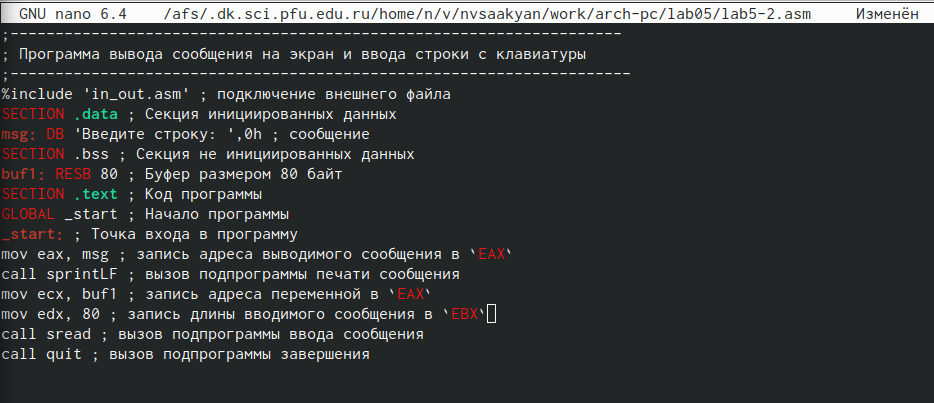 GNU nano 6.4 /afs/.dk.sci.pfu.edu.ru/home/n/v/nvsaakyan/work/arch-pc/lab05/lab5-2.asm Изменён
;--------------------------------------------------------------------
; Программа вывода сообщения на экран и ввода строки с клавиатуры
;---------------------------------------------------------------------
%include 'in_out.asm' ; подключение внешнего файла
SECTION .data ; Секция инициированных данных
msg: DB 'Введите строку: ',0h ; сообщение
SECTION .bss ; Секция не инициированных данных
buf1: RESB 80 ; Буфер размером 80 байт
SECTION .text ; Код программы
GLOBAL _start ; Начало программы
_start: ; Точка входа в программу
mov eax, msg ; запись адреса выводимого сообщения в `EAX`
call sprintLF ; вызов подпрограммы печати сообщения
mov ecx, buf1 ; запись адреса переменной в `EAX`
mov edx, 80 ; запись длины вводимого сообщения в `EBX`
call sread ; вызов подпрограммы ввода сообщения
call quit ; вызов подпрограммы завершения